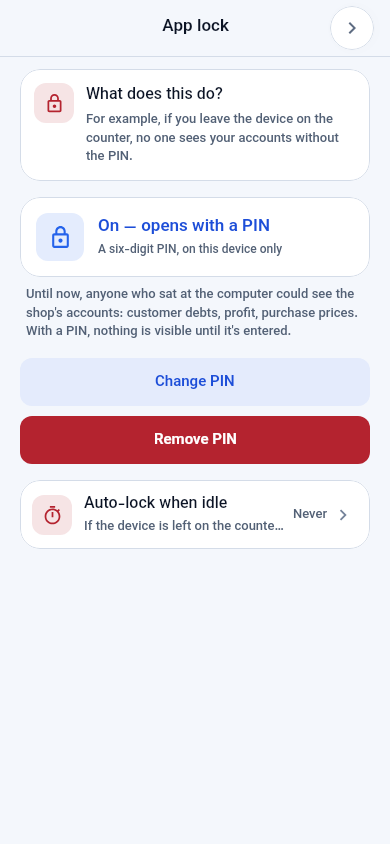 App lock
What does this do?
For example, if you leave the device on the
counter, no one sees your accounts without
the PIN.
On — opens with a PIN
A six-digit PIN, on this device only
Until now, anyone who sat at the computer could see the
shop's accounts: customer debts, profit, purchase prices.
With a PIN, nothing is visible until it's entered.
Change PIN
Remove PIN
Auto-lock when idle
If the device is left on the counte…
Never